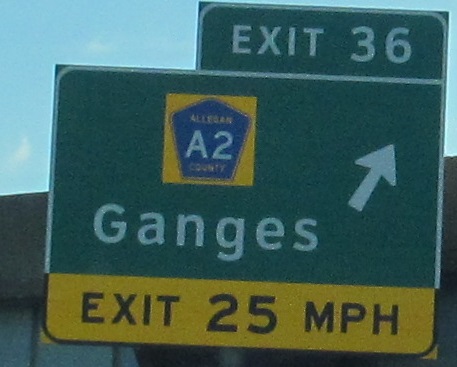 EXIT 36
ALLEGAN
A2
COUNTY
Ganges
EXIT 25 MPH